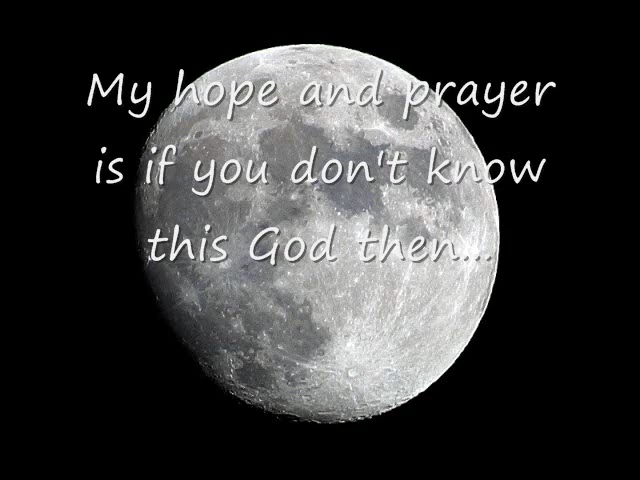 My hope and prayer
is if you don't know
this God then...